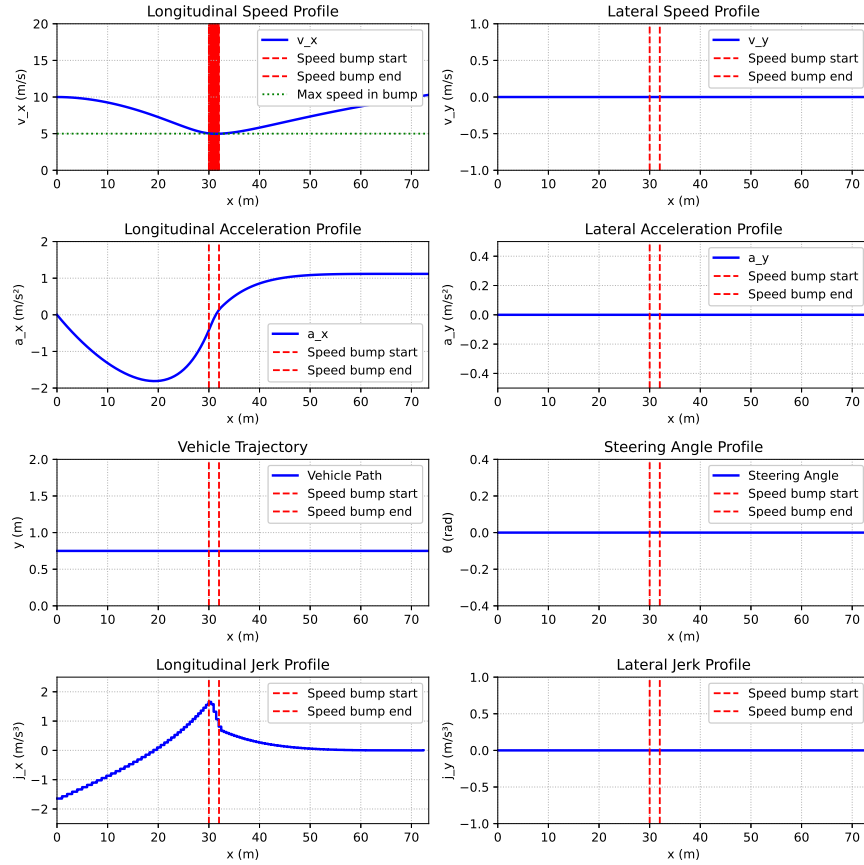 Longitudinal Speed Profile
v_x (m/s)
20
15
10
5
0
v_x
Speed bump start
Speed bump end
Max speed in bump
0 10 20 30 40 50 60 70
x (m)
Lateral Speed Profile
v_y (m/s)
1.0
0.5
0.0
−0.5
−1.0
v_y
Speed bump start
Speed bump end
0 10 20 30 40 50 60 70
x (m)
Longitudinal Acceleration Profile
a_x (m/s²)
2
1
0
−1
−2
a_x
Speed bump start
Speed bump end
0 10 20 30 40 50 60 70
x (m)
Lateral Acceleration Profile
a_y (m/s²)
0.4
0.2
0.0
−0.2
−0.4
a_y
Speed bump start
Speed bump end
0 10 20 30 40 50 60 70
x (m)
Vehicle Trajectory
y (m)
2.0
1.5
1.0
0.5
0.0
Vehicle Path
Speed bump start
Speed bump end
0 10 20 30 40 50 60 70
x (m)
Steering Angle Profile
θ (rad)
0.4
0.2
0.0
−0.2
−0.4
Steering Angle
Speed bump start
Speed bump end
0 10 20 30 40 50 60 70
x (m)
Longitudinal Jerk Profile
j_x (m/s³)
2
1
0
−1
−2
Speed bump start
Speed bump end
0 10 20 30 40 50 60 70
x (m)
Lateral Jerk Profile
j_y (m/s³)
1.0
0.5
0.0
−0.5
−1.0
Speed bump start
Speed bump end
0 10 20 30 40 50 60 70
x (m)